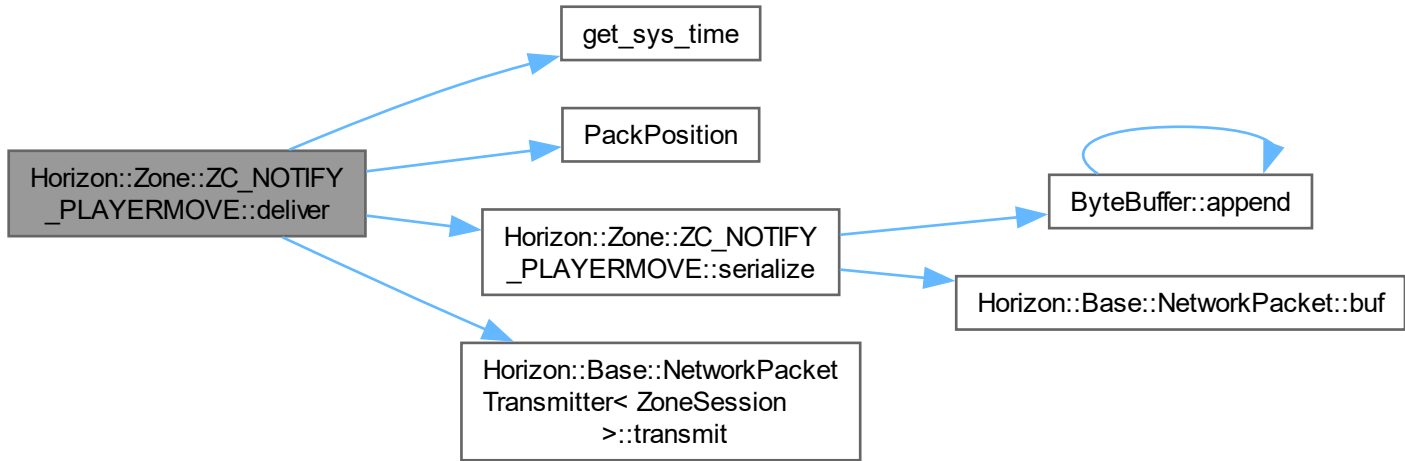 get_sys_time
PackPosition
Horizon::Zone::ZC_NOTIFY
_PLAYERMOVE::deliver
ByteBuffer::append
Horizon::Zone::ZC_NOTIFY
_PLAYERMOVE::serialize
Horizon::Base::NetworkPacket::buf
Horizon::Base::NetworkPacket
Transmitter< ZoneSession
>::transmit